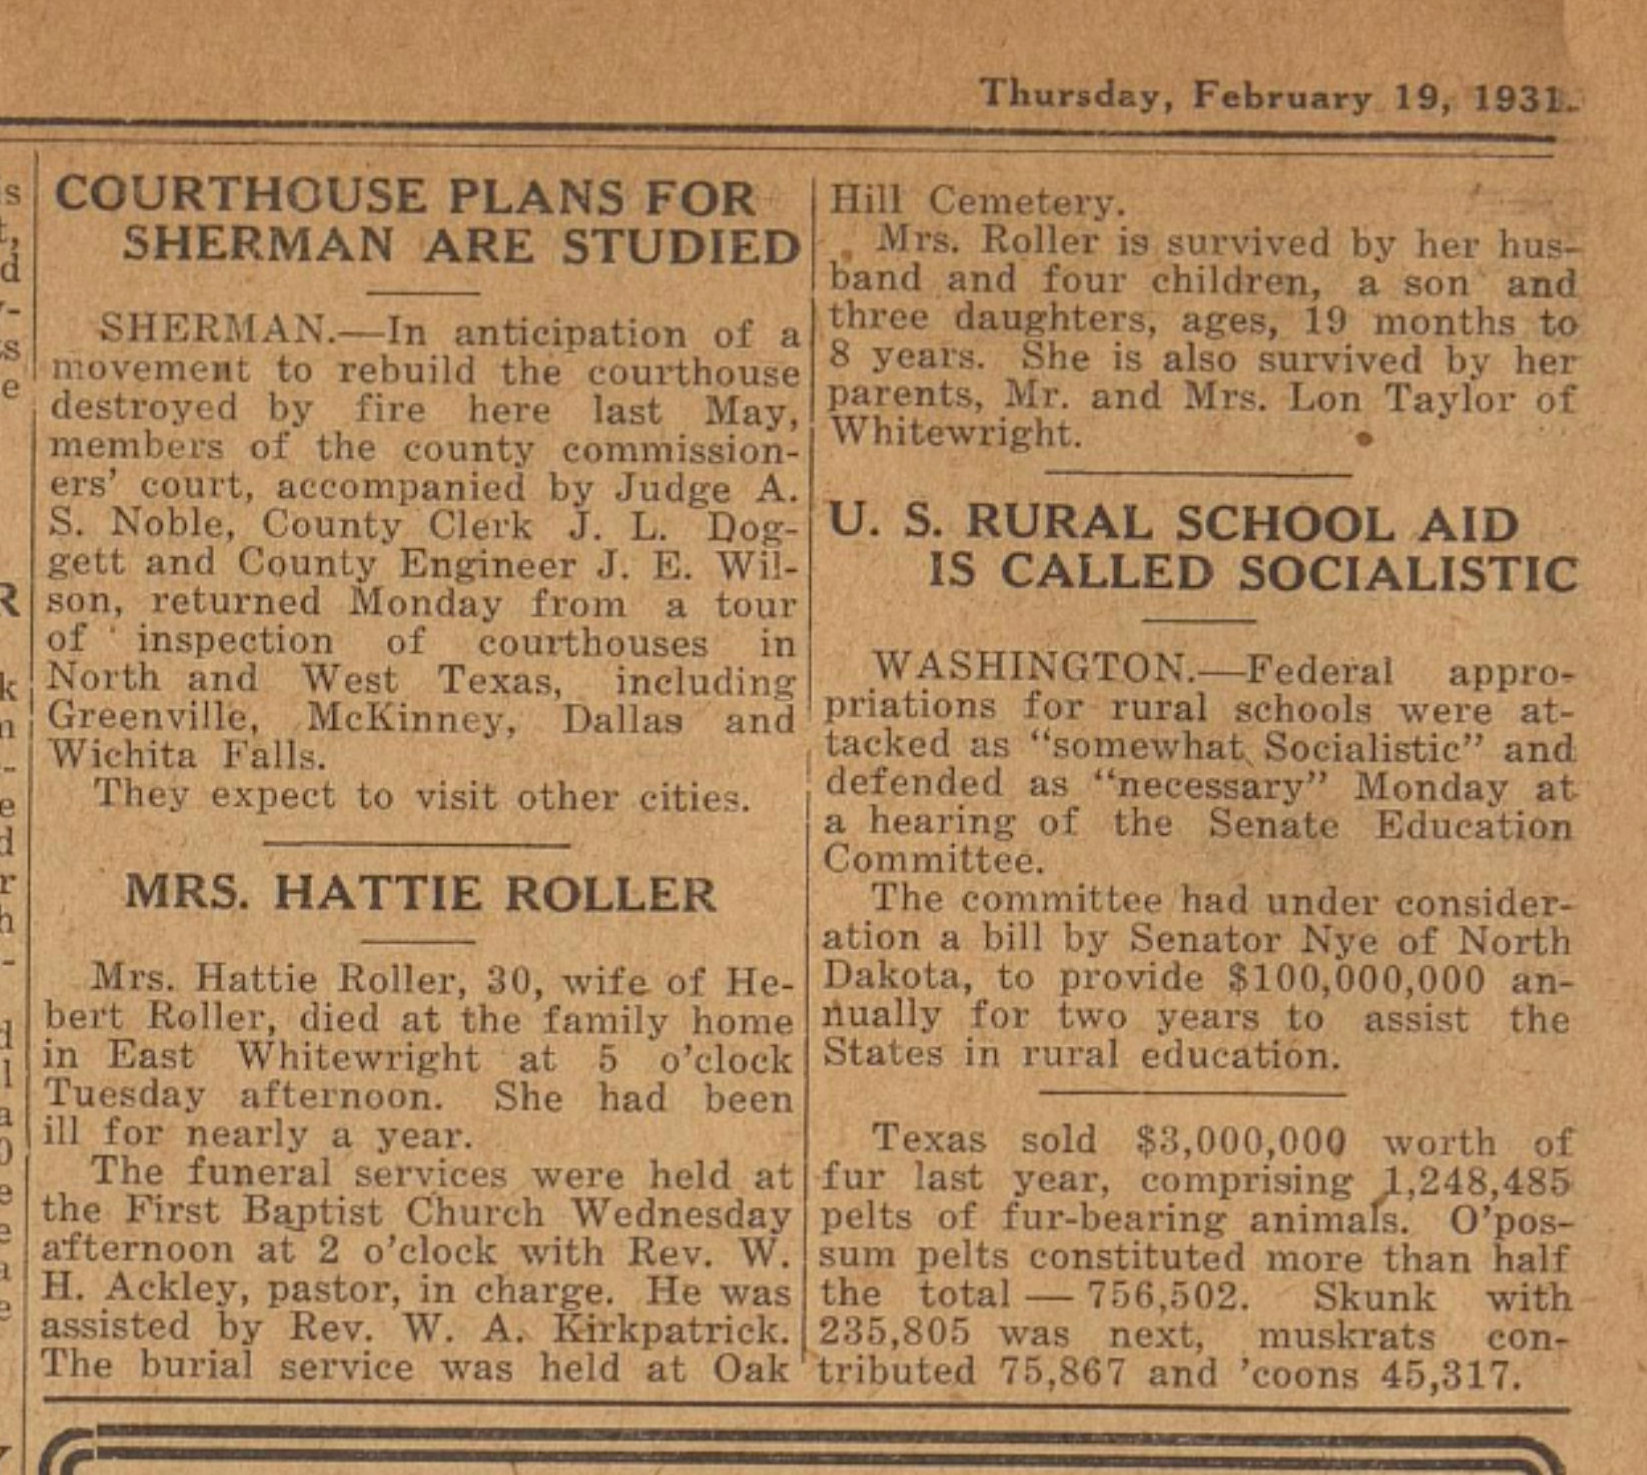 Thursday, February 19, 1931.
COURTHOUSE PLANS FOR
SHERMAN ARE STUDIED
SHERMAN.—In anticipation of a
movement to rebuild the courthouse
destroyed by fire here last May,
members of the county commission-
ers' court, accompanied by Judge A.
S. Noble, County Clerk J. L. Dog-
gett and County Engineer J. E. Wil-
son, returned Monday from a tour
of inspection of courthouses in
North and West Texas, including
Greenville, McKinney, Dallas and
Wichita Falls.
They expect to visit other cities.
MRS. HATTIE ROLLER
Mrs. Hattie Roller, 30, wife of He-
bert Roller, died at the family home
in East Whitewright at 5 o'clock
Tuesday afternoon. She had been
ill for nearly a year.
The funeral services were held at
the First Baptist Church Wednesday
afternoon at 2 o'clock with Rev. W.
H. Ackley, pastor, in charge. He was
assisted by Rev. W. A. Kirkpatrick.
The burial service was held at Oak
Hill Cemetery.
Mrs. Roller is survived by her hus-
band and four children, a son and
three daughters, ages, 19 months to
8 years. She is also survived by her
parents, Mr. and Mrs. Lon Taylor of
Whitewright.
U. S. RURAL SCHOOL AID
IS CALLED SOCIALISTIC
WASHINGTON.—Federal appro-
priations for rural schools were at-
tacked as "somewhat Socialistic" and
defended as "necessary" Monday at
a hearing of the Senate Education
Committee.
The committee had under consider-
ation a bill by Senator Nye of North
Dakota, to provide $100,000,000 an-
nually for two years to assist the
States in rural education.
Texas sold $3,000,000 worth of
fur last year, comprising 1,248,485
pelts of fur-bearing animals. O'pos-
sum pelts constituted more than half
the total — 756,502. Skunk with
235,805 was next, muskrats con-
tributed 75,867 and 'coons 45,317.